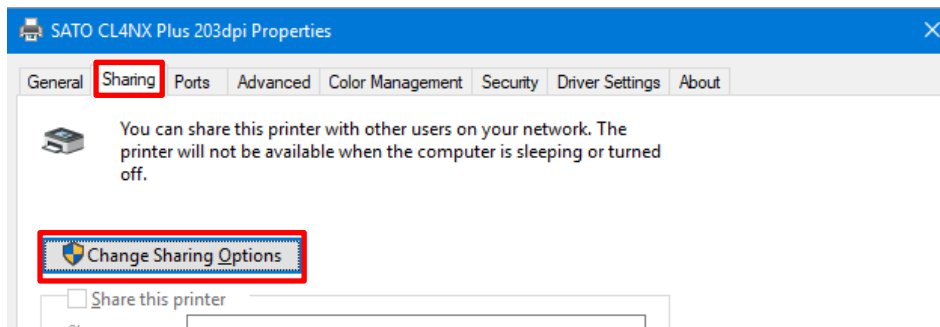 SATO CL4NX Plus 203dpi Properties
General Sharing Ports Advanced Color Management Security Driver Settings About
You can share this printer with other users on your network. The
printer will not be available when the computer is sleeping or turned
off.
Change Sharing Options
Share this printer